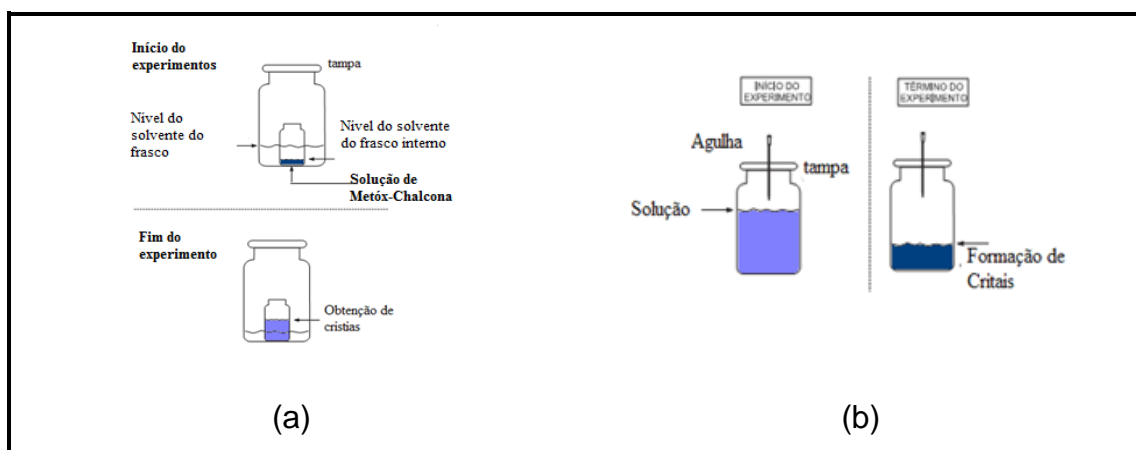 Início do
experimentos
tampa
Nivel do
solvente do
frasco
Nivel do solvente
do frasco interno
Solução de
Metóx-Chalcona
Fim do
experimento
Obtenção de
cristias
(a)
INÍCIO DO
EXPERIMENTO
TÉRMINO DO
EXPERIMENTO
Agulha
tampa
Solução
Formação de
Critais
(b)